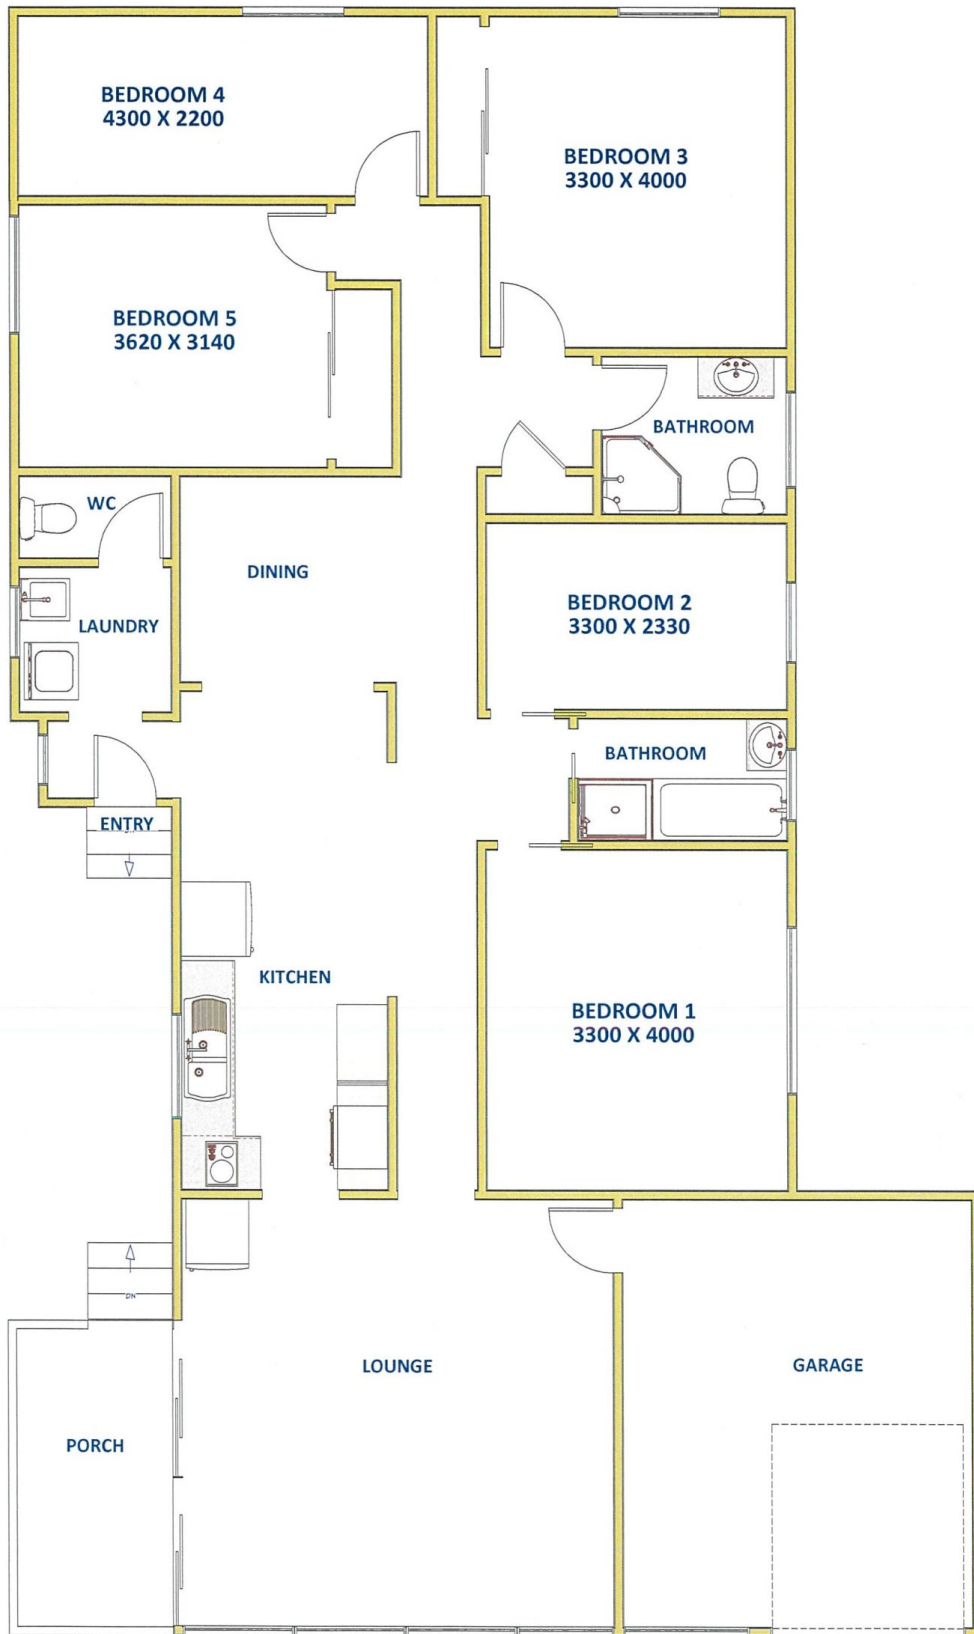 BEDROOM 4
4300 X 2200
BEDROOM 3
3300 X 4000
BEDROOM 5
3620 X 3140
BATHROOM
WC
DINING
BEDROOM 2
3300 X 2330
LAUNDRY
BATHROOM
ENTRY
KITCHEN
BEDROOM 1
3300 X 4000
DN
LOUNGE
GARAGE
PORCH